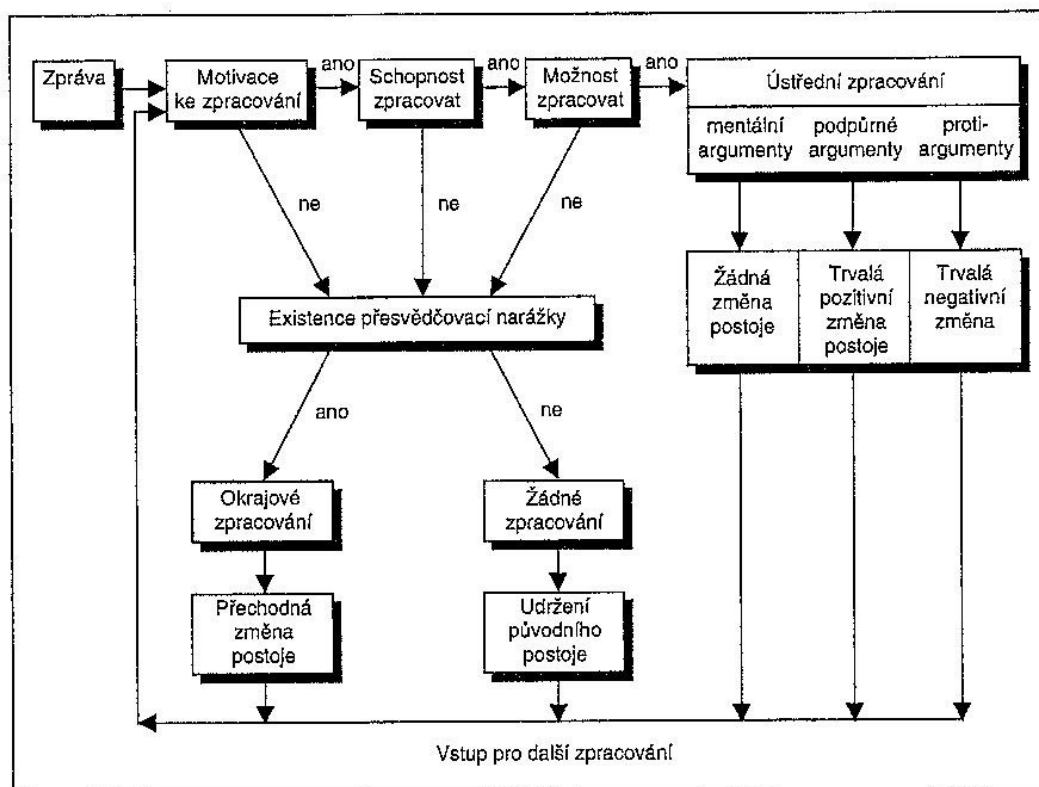 Zpráva
Motivace
ke zpracování
ano
Schopnost
zpracovat
ano
Možnost
zpracovat
ano
Ústřední zpracování
mentální
argumenty
podpůrné
argumenty
proti-
argumenty
ne
ne
ne
Žádná
změna
postoje
Trvalá
pozitivní
změna
postoje
Trvalá
negativní
změna
Existence přesvědčovací narážky
ano
ne
Okrajové
zpracování
Žádné
zpracování
Přechodná
změna
postoje
Udržení
původního
postoje
Vstup pro další zpracování